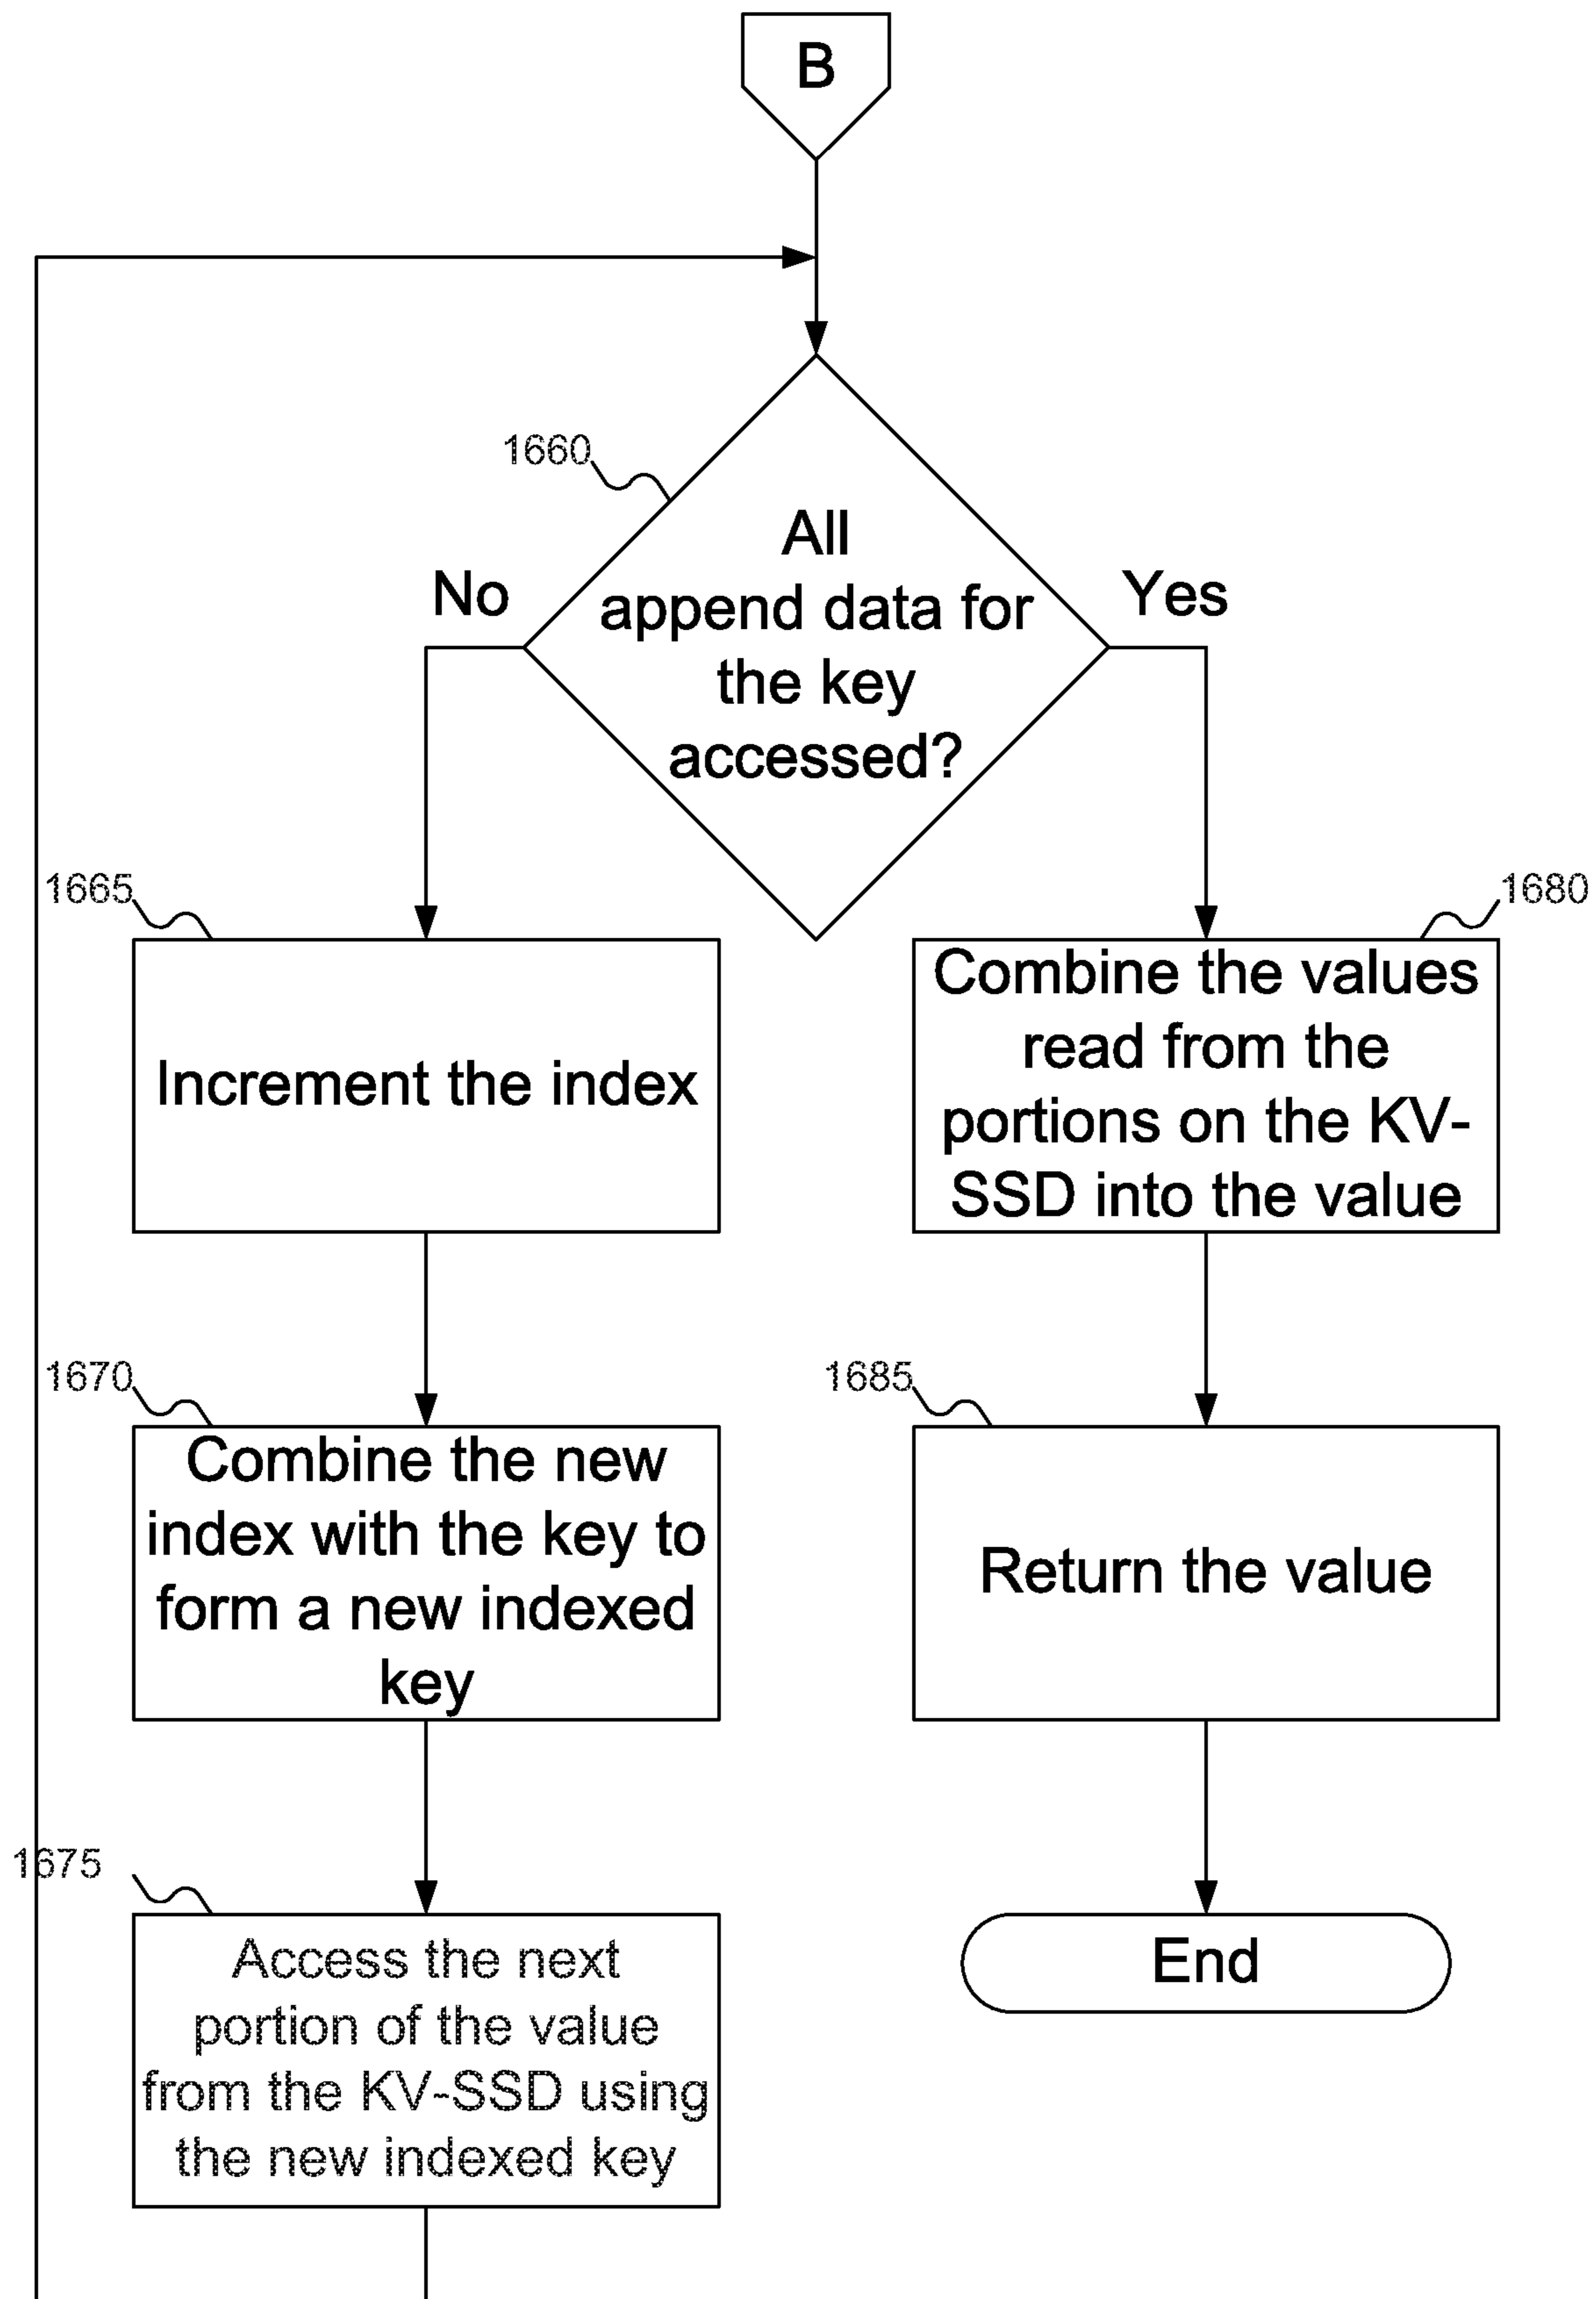 B
1660
All
append data for
the key
accessed?
No
Yes
1665
Increment the index
1680
Combine the values
read from the
portions on the KV-
SSD into the value
1670
Combine the new
index with the key to
form a new indexed
key
1685
Return the value
1675
Access the next
portion of the value
from the KV-SSD using
the new indexed key
End